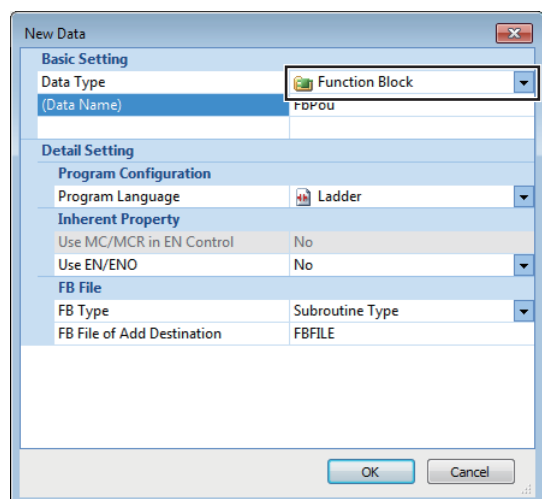 New Data
Basic Setting
Data Type Function Block
(Data Name) FbPou
Detail Setting
Program Configuration
Program Language Ladder
Inherent Property
Use MC/MCR in EN Control No
Use EN/ENO No
FB File
FB Type Subroutine Type
FB File of Add Destination FBFILE
OK Cancel